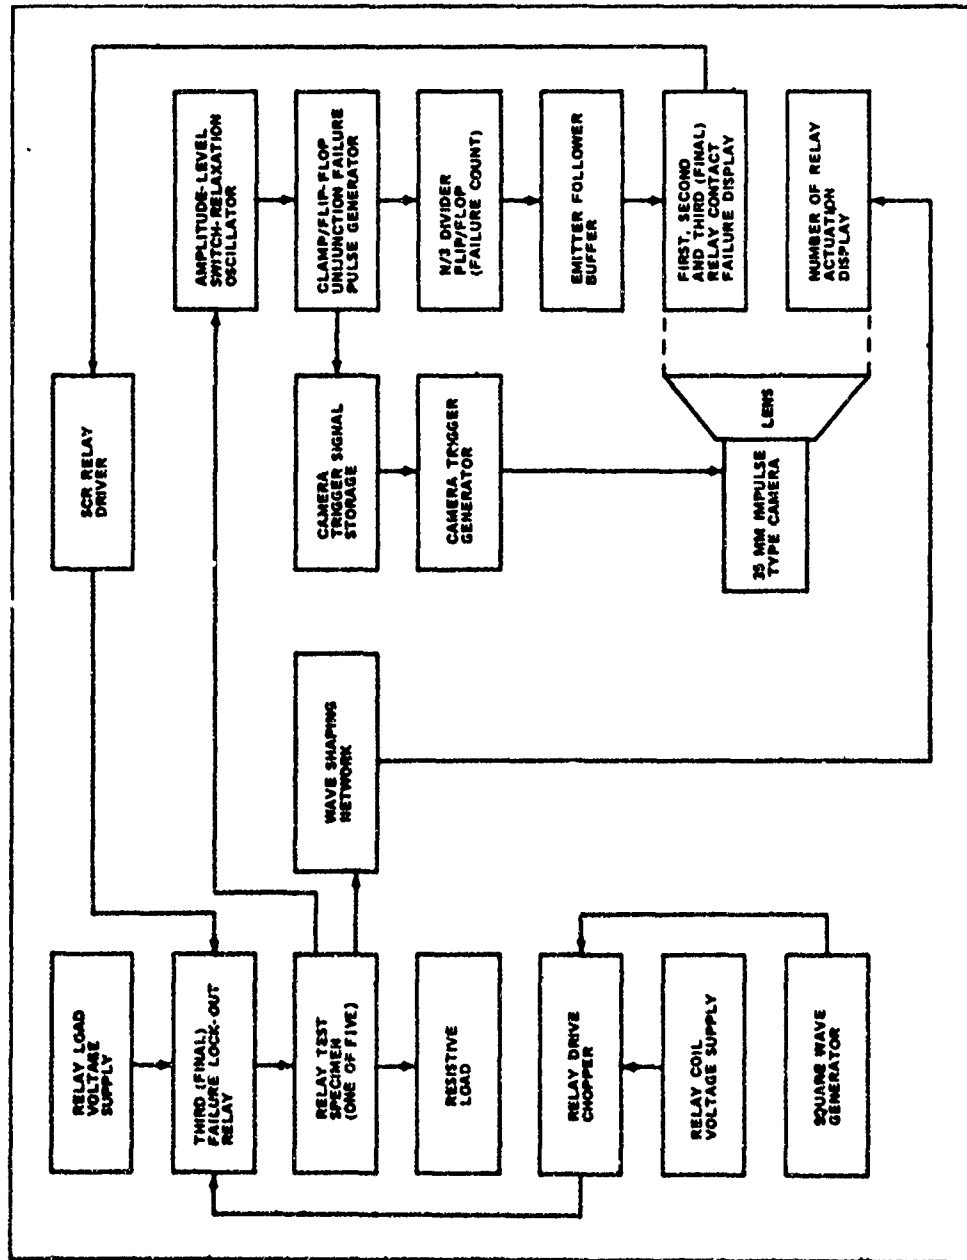 RELAY LOAD
VOLTAGE
SUPPLY
THIRD (FINAL)
FAILURE LOCK-OUT
RELAY
RELAY TEST
SPECIMEN
(ONE OF FIVE)
RESISTIVE
LOAD
RELAY DRIVE
CHOPPER
RELAY COIL
VOLTAGE SUPPLY
SQUARE WAVE
GENERATOR
WAVE SHAPING
NETWORK
SCR RELAY
DRIVER
CAMERA
TRIGGER SIGNAL
STORAGE
CAMERA TRIGGER
GENERATOR
35 MM IMPULSE
TYPE CAMERA
LENS
AMPLITUDE-LEVEL
SWITCH-RELAXATION
OSCILLATOR
CLAMP/FLIP-FLOP
UNIJUNCTION FAILURE
PULSE GENERATOR
N/3 DIVIDER
FLIP/FLOP
(FAILURE COUNT)
EMITTER FOLLOWER
BUFFER
FIRST, SECOND
AND THIRD (FINAL)
RELAY CONTACT
FAILURE DISPLAY
NUMBER OF RELAY
ACTUATION
DISPLAY